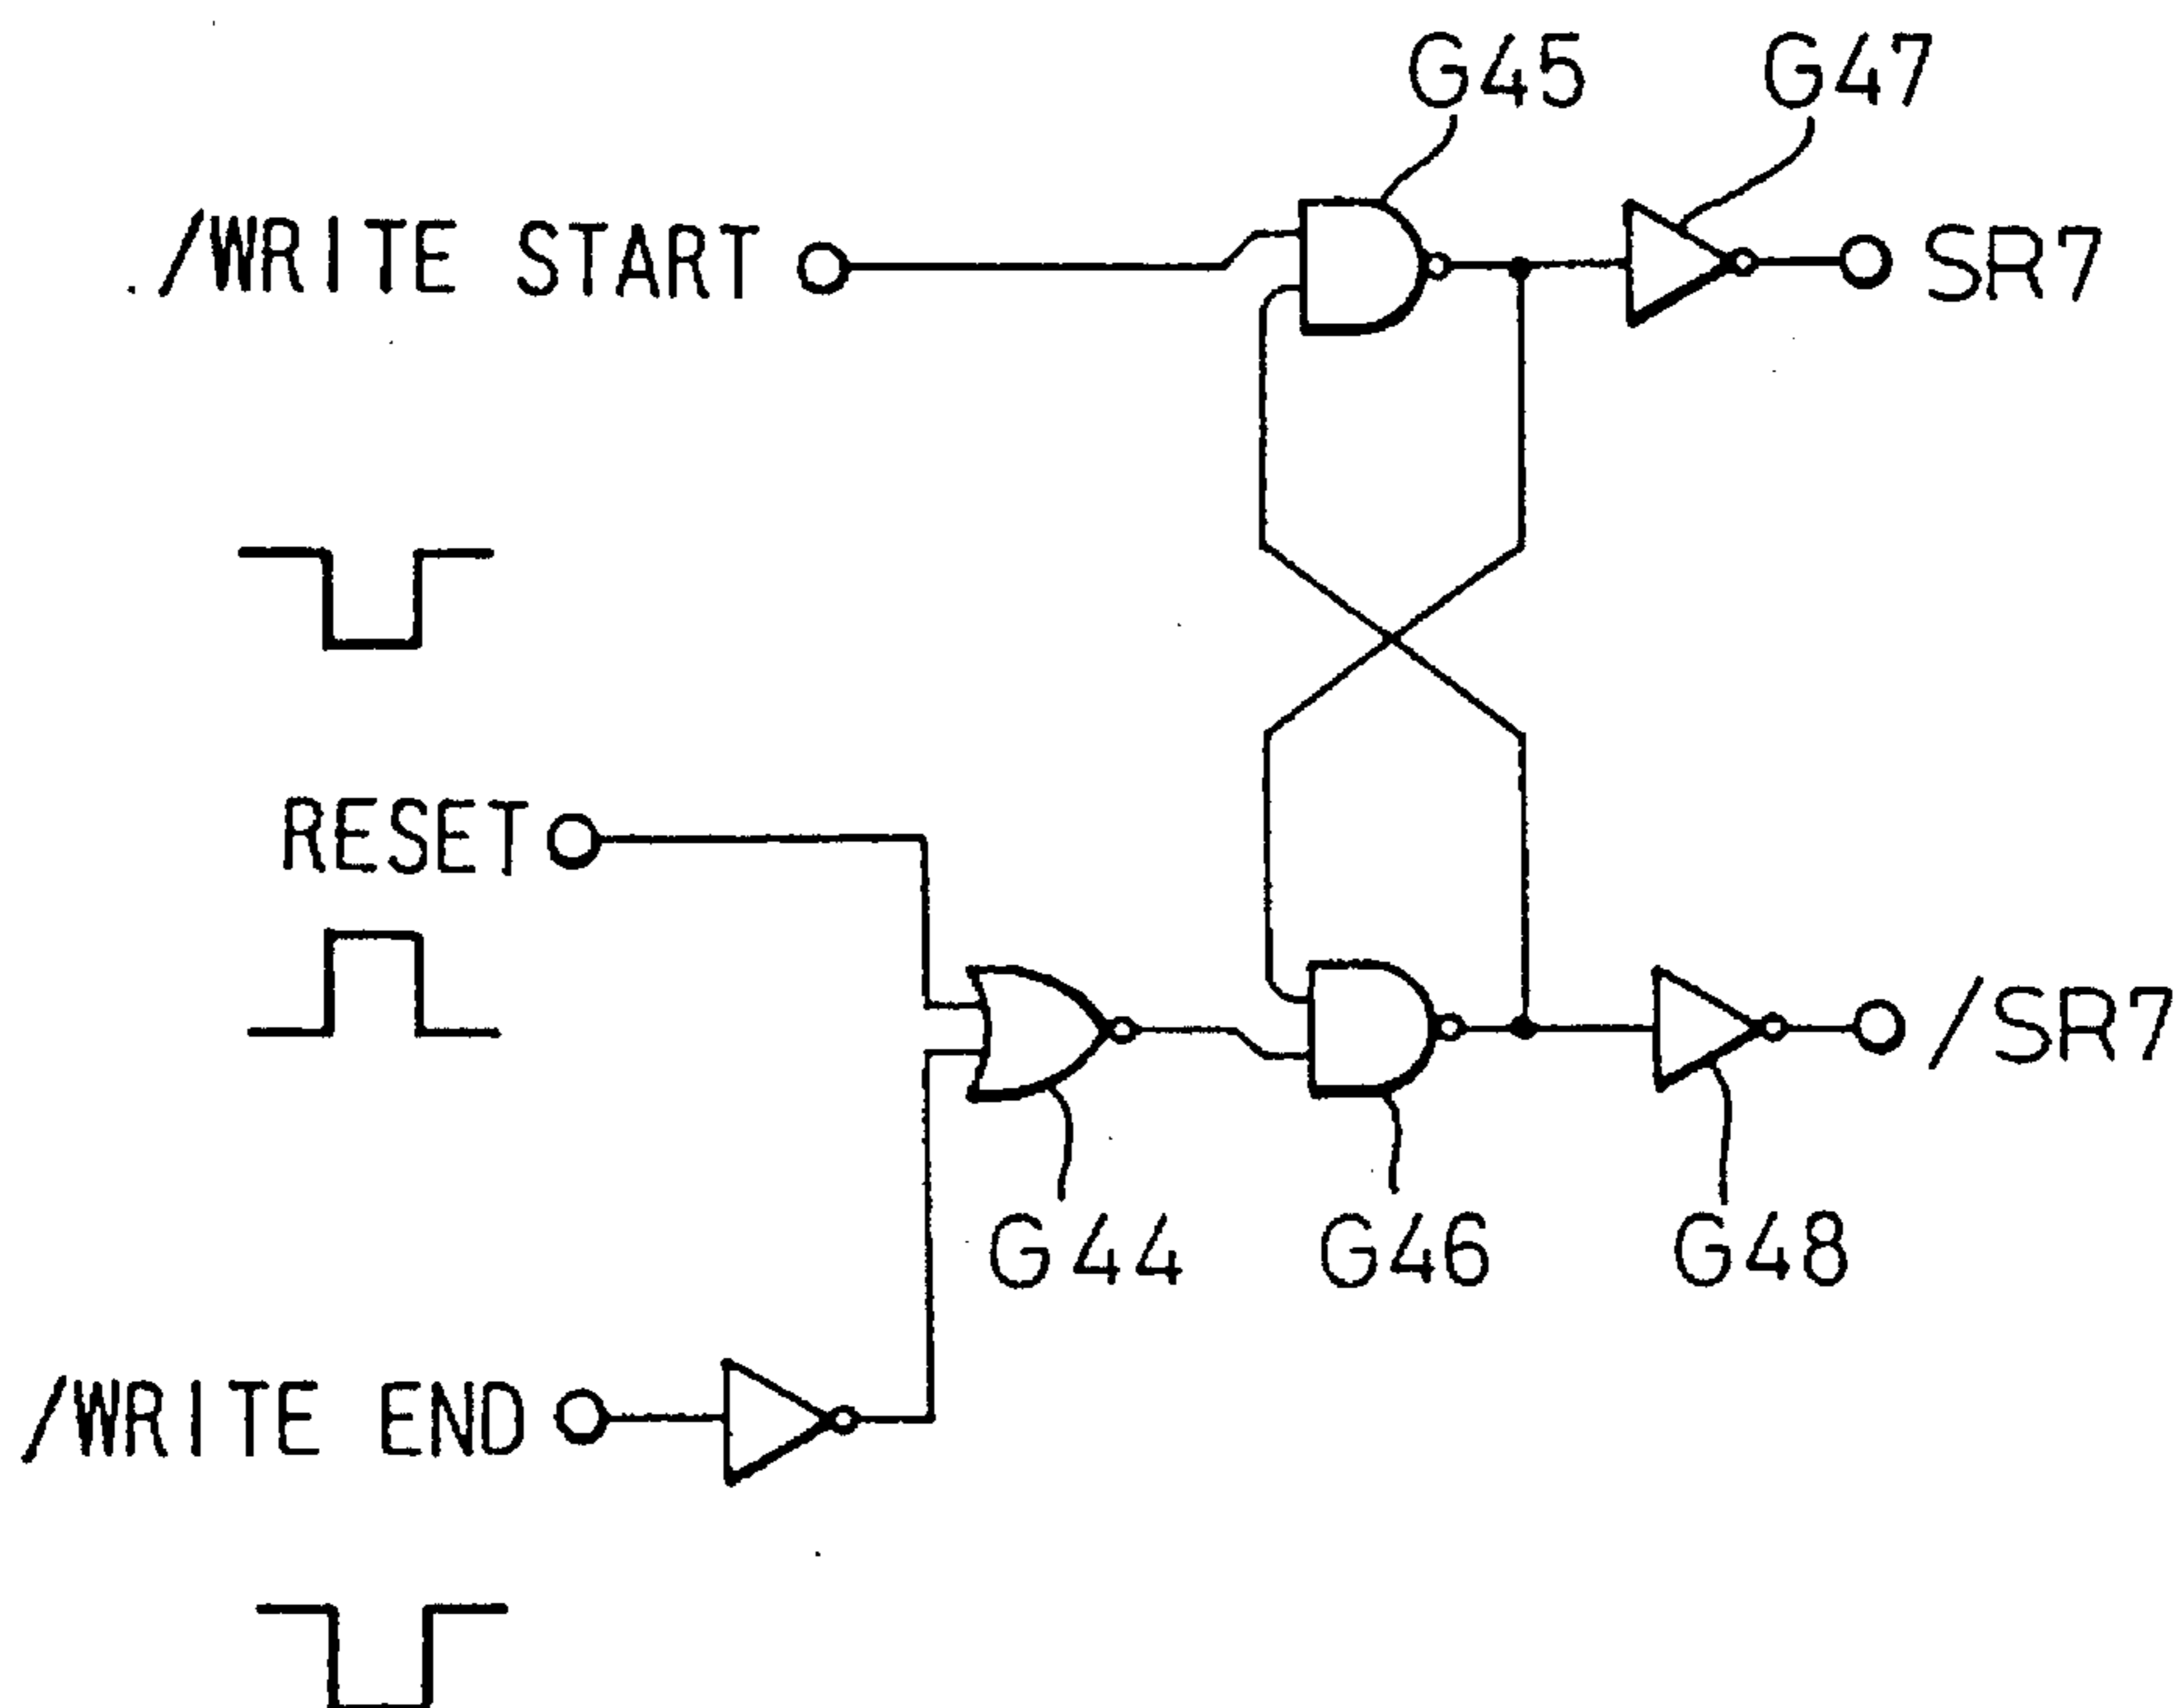 G45 G47
/WRITE START SR7
RESET
/SR7
G44 G46 G48
/WRITE END